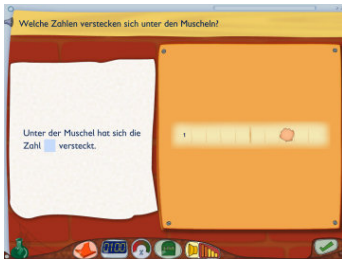 Welche Zahlen verstecken sich unter den Muscheln?
Unter der Muschel hat sich die
Zahl versteckt.
1